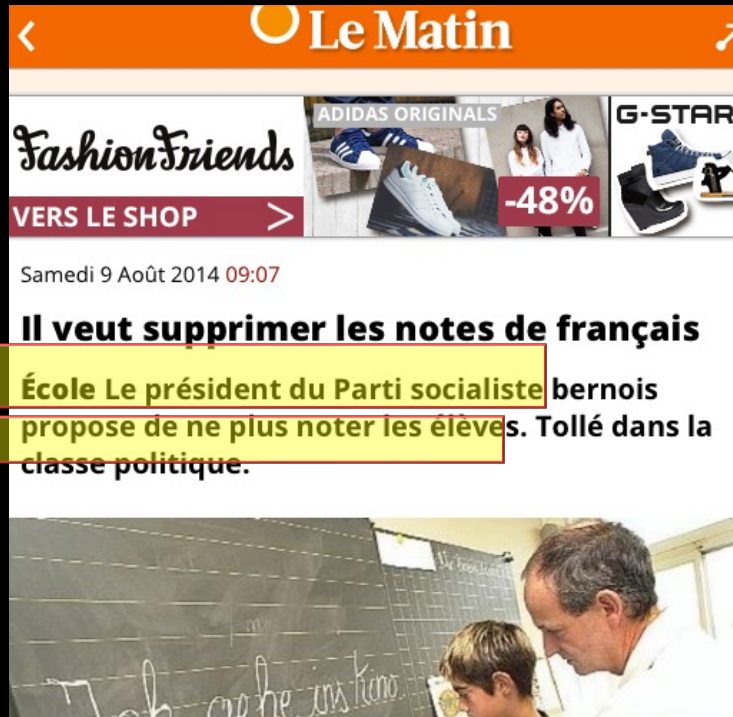 Le Matin
FashionFriends
VERS LE SHOP >
ADIDAS ORIGINALS
-48%
G-STAR
Samedi 9 Août 2014 09:07
Il veut supprimer les notes de français
École Le président du Parti socialiste bernois
propose de ne plus noter les élèves. Tollé dans la
classe politique.